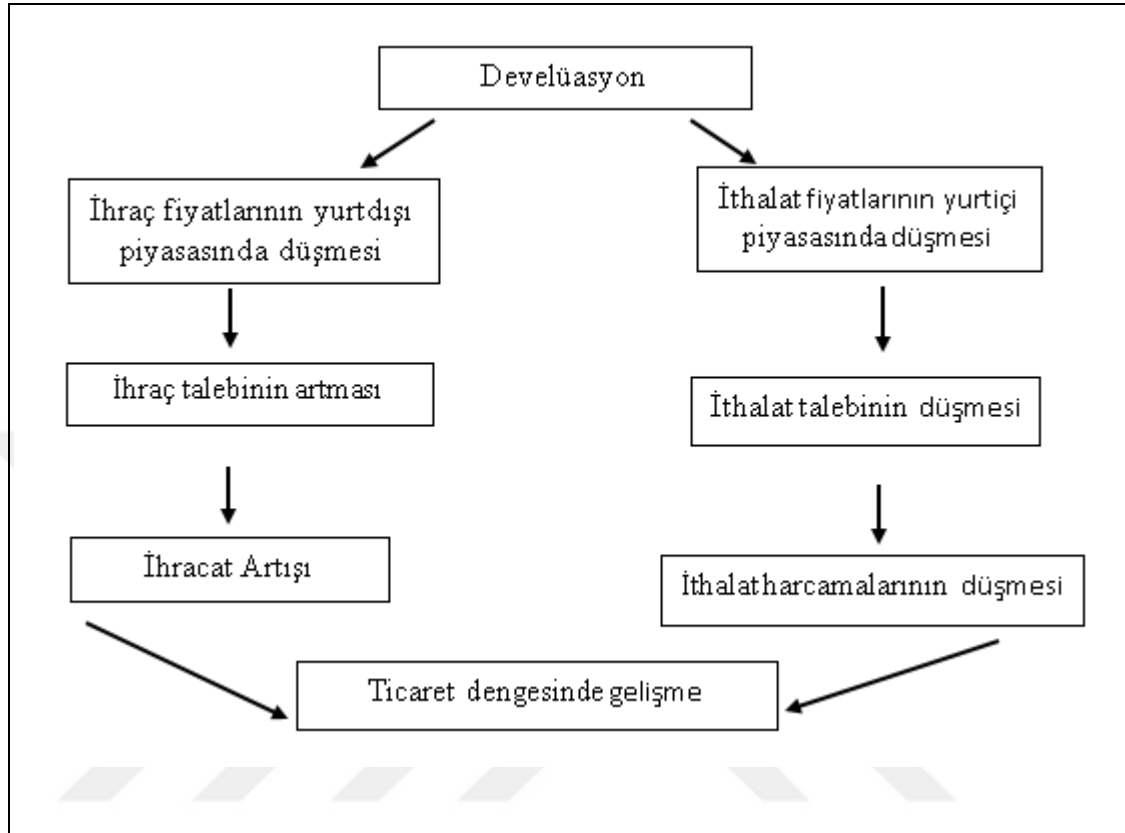 Develüasyon
İhraç fiyatlarının yurtdışı
piyasasında düşmesi
İhraç talebinin artması
İhracat Artışı
İthalat fiyatlarının yurtiçi
piyasasında düşmesi
İthalat talebinin düşmesi
İthalat harcamalarının düşmesi
Ticaret dengesinde gelişme